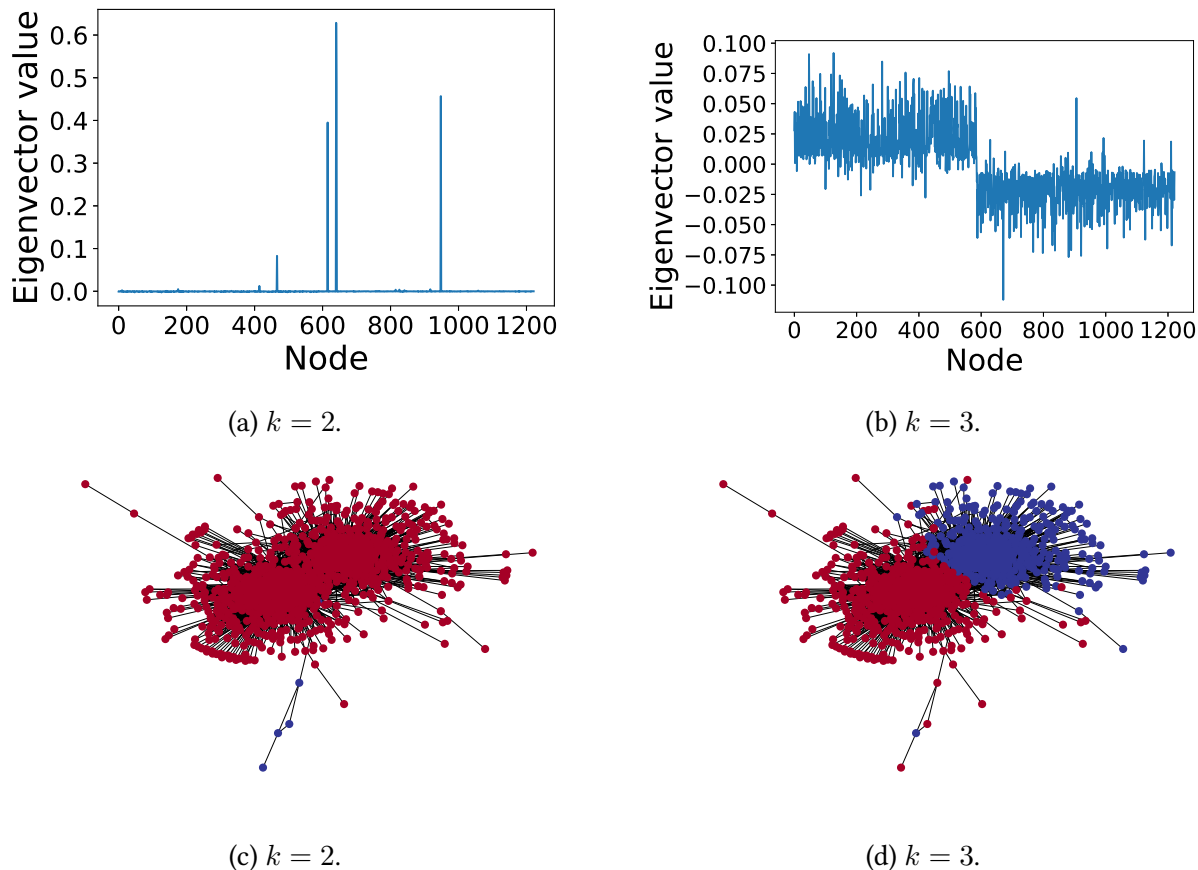 Eigenvector value
0.6
0.5
0.4
0.3
0.2
0.1
0.0
0 200 400 600 800 1000 1200
Node
(a) k = 2.
Eigenvector value
0.100
0.075
0.050
0.025
0.000
−0.025
−0.050
−0.075
−0.100
0 200 400 600 800 1000 1200
Node
(b) k = 3.
(c) k = 2.
(d) k = 3.